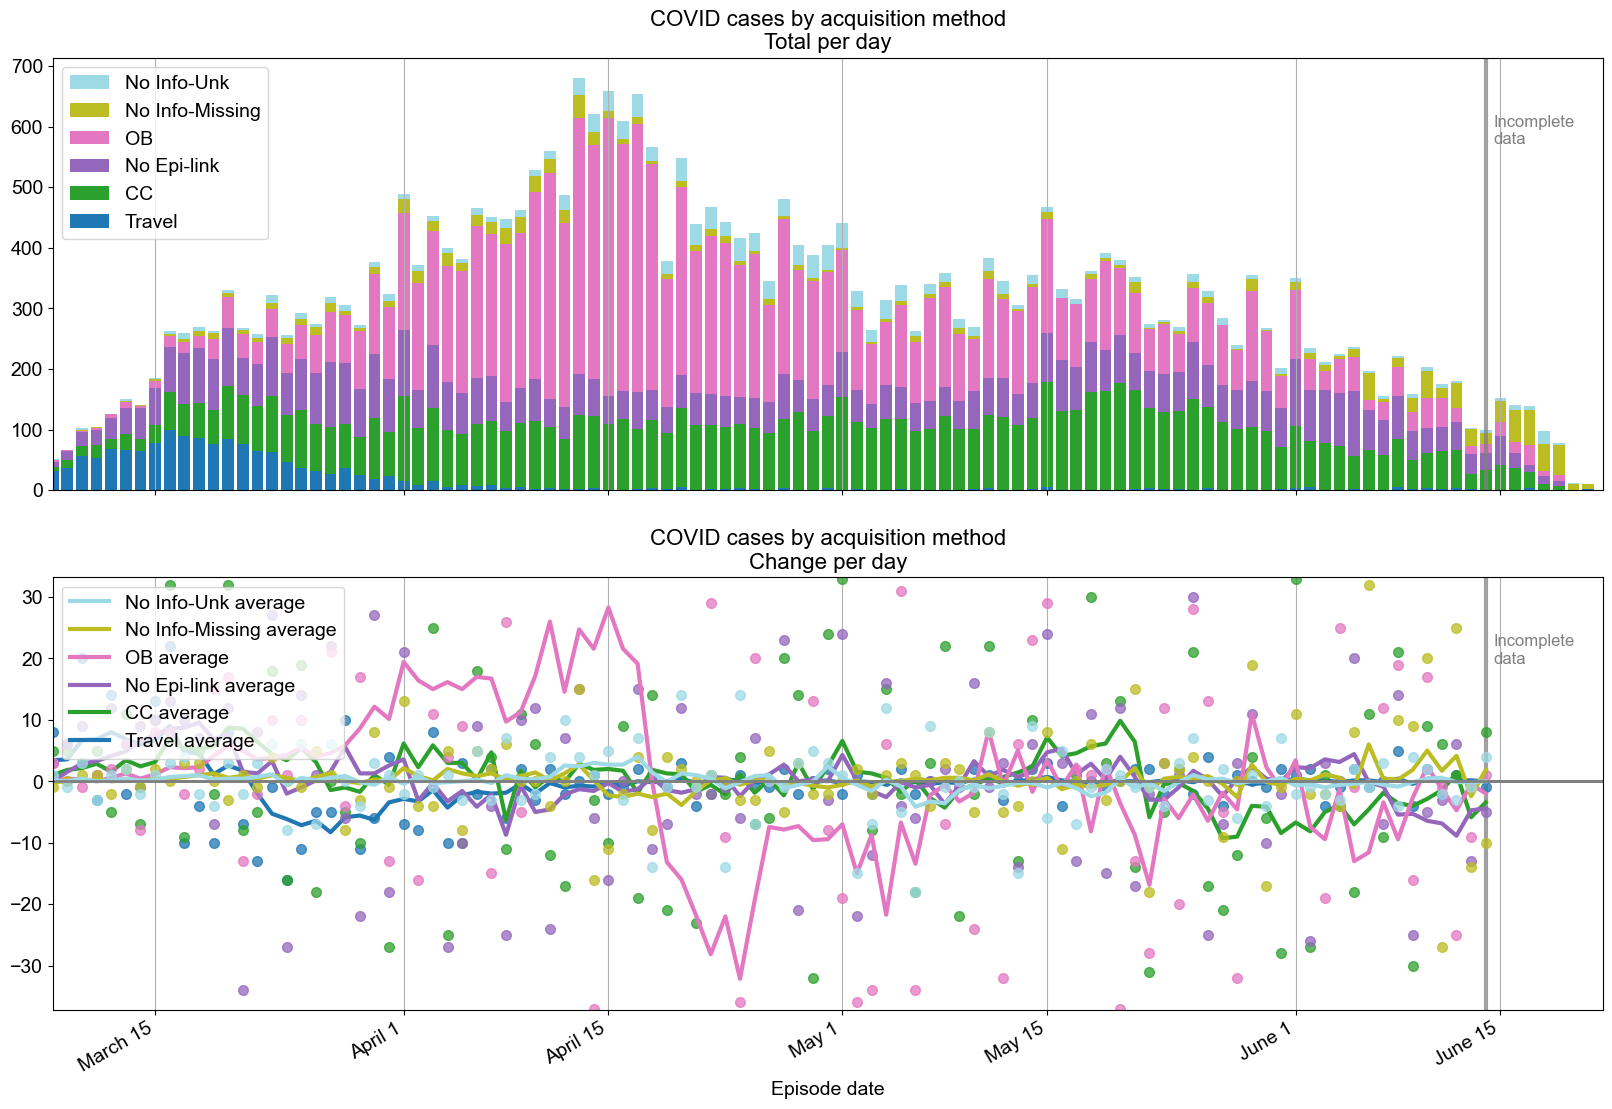 COVID cases by acquisition method
Total per day
700
600
500
400
300
200
100
0
No Info-Unk
No Info-Missing
OB
No Epi-link
CC
Travel
Incomplete
data
COVID cases by acquisition method
Change per day
30
20
10
0
−10
−20
−30
No Info-Unk average
No Info-Missing average
OB average
No Epi-link average
CC average
Travel average
Incomplete
data
March 15
April 1
April 15
May 1
May 15
June 1
June 15
Episode date